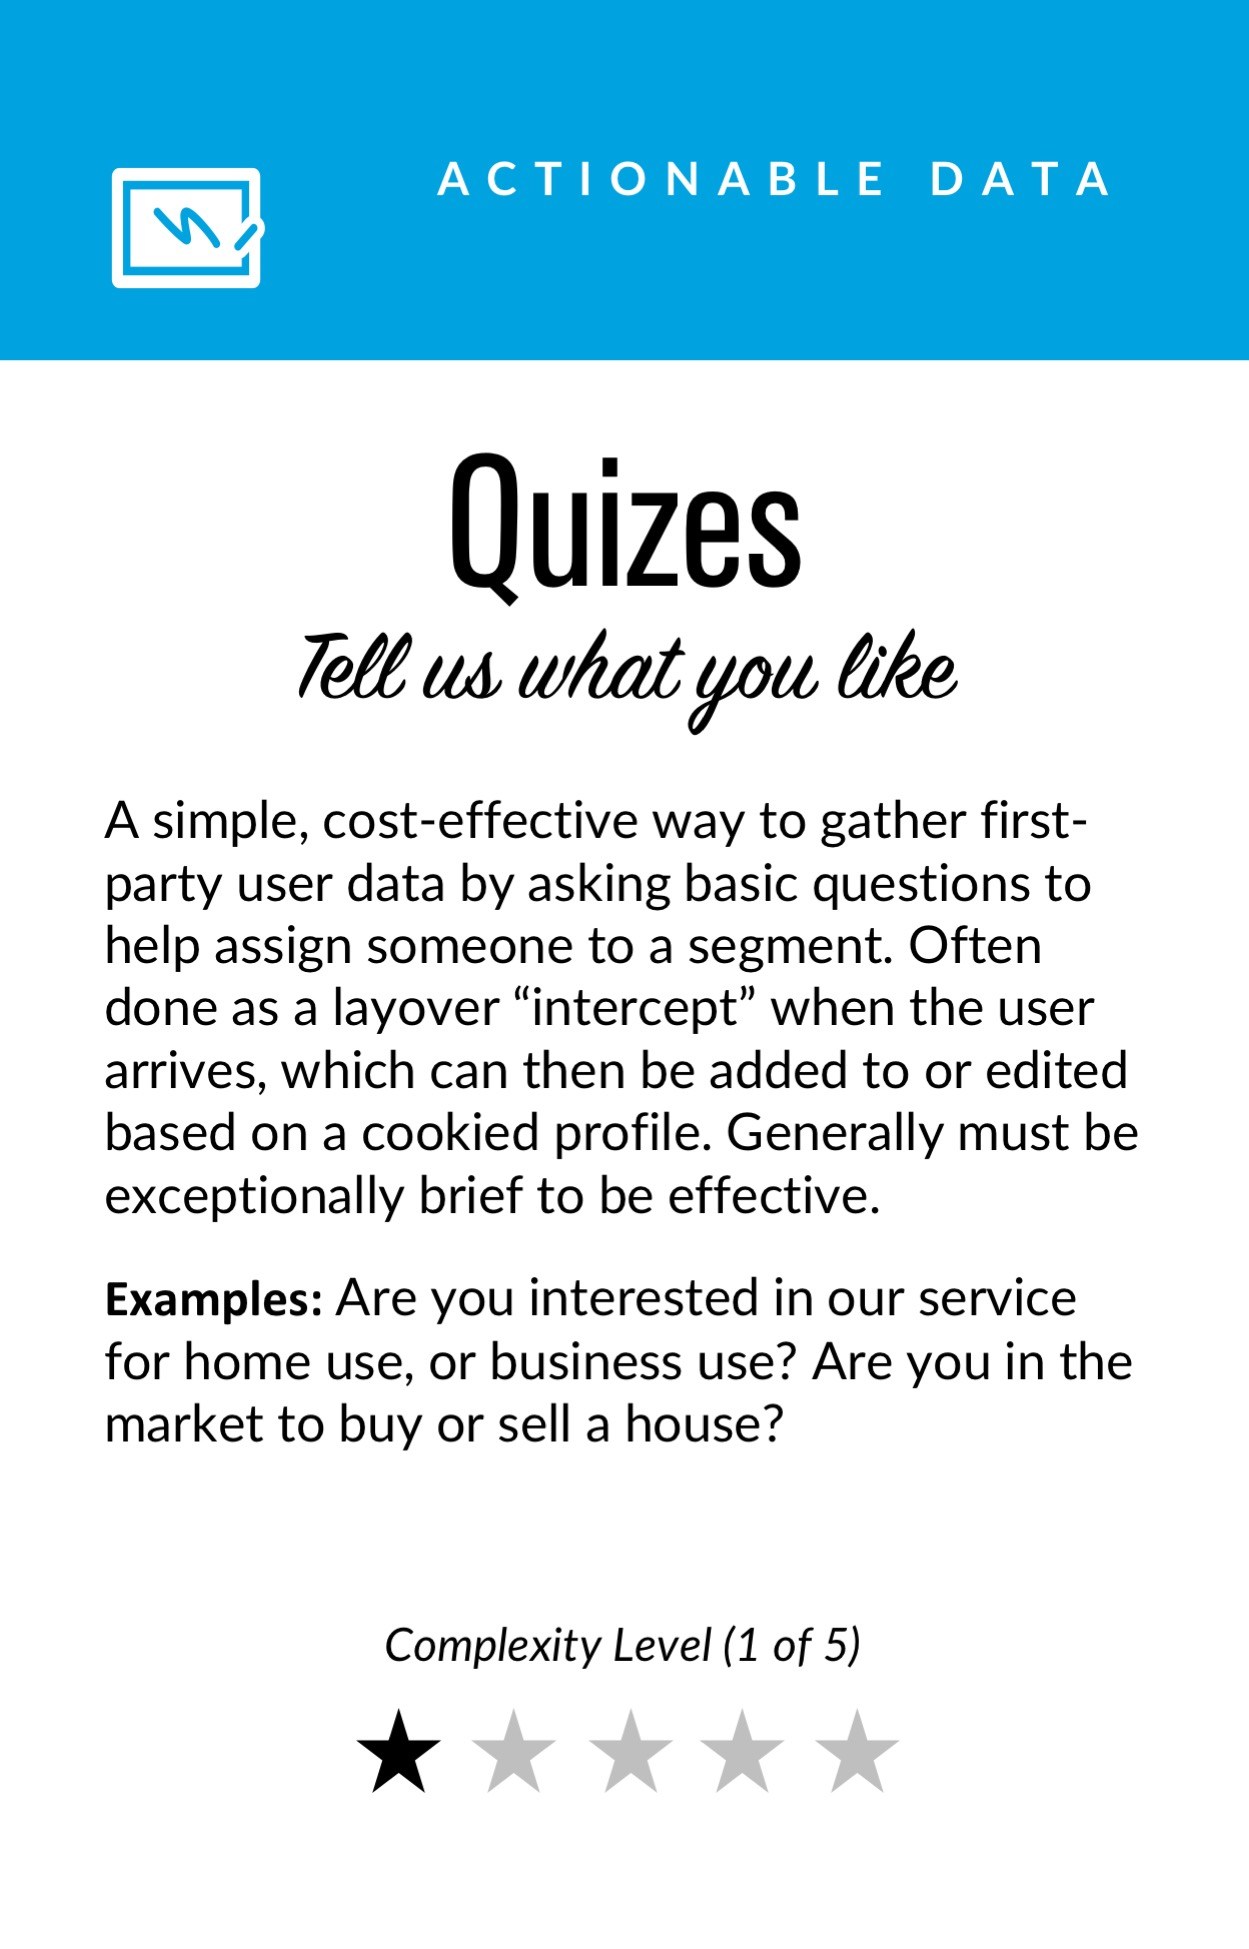 ACTIONABLE DATA
Quizes
Tell us what you like
A simple, cost-effective way to gather first-
party user data by asking basic questions to
help assign someone to a segment. Often
done as a layover “intercept” when the user
arrives, which can then be added to or edited
based on a cookied profile. Generally must be
exceptionally brief to be effective.
Examples: Are you interested in our service
for home use, or business use? Are you in the
market to buy or sell a house?
Complexity Level (1 of 5)